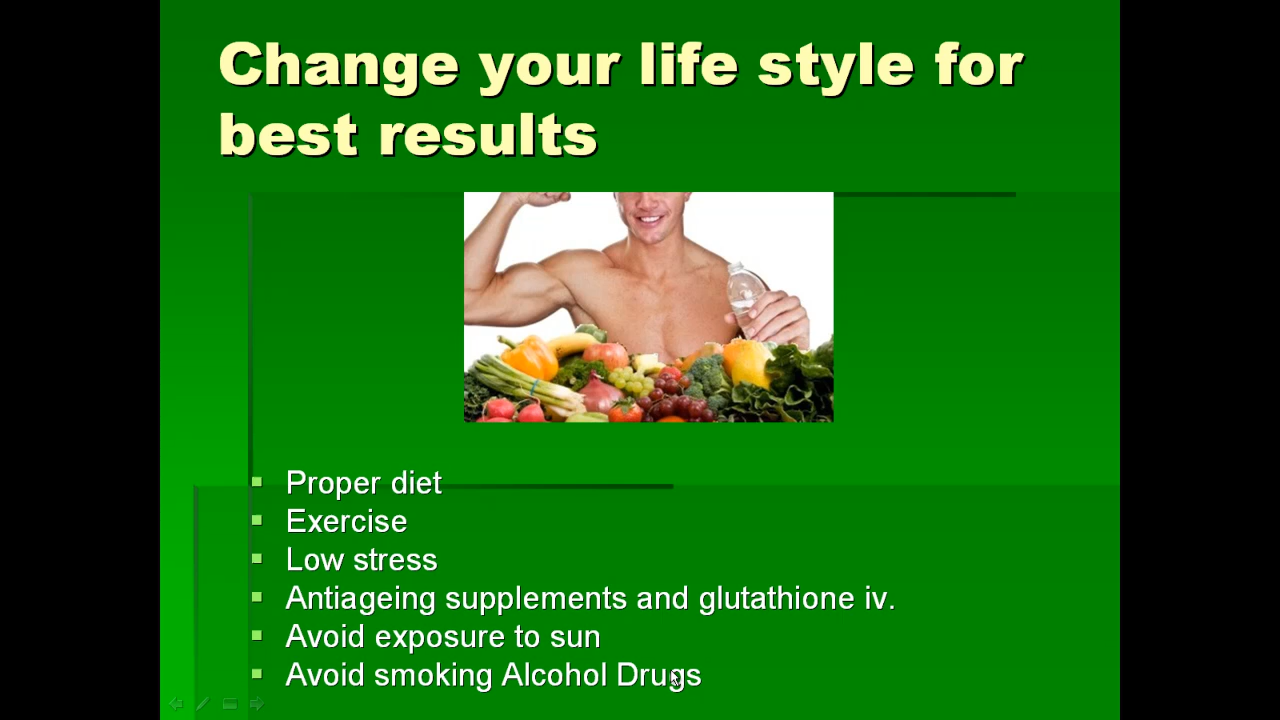 Change your life style for
best results
Proper diet
Exercise
Low stress
Antiageing supplements and glutathione iv.
Avoid exposure to sun
Avoid smoking Alcohol Drugs